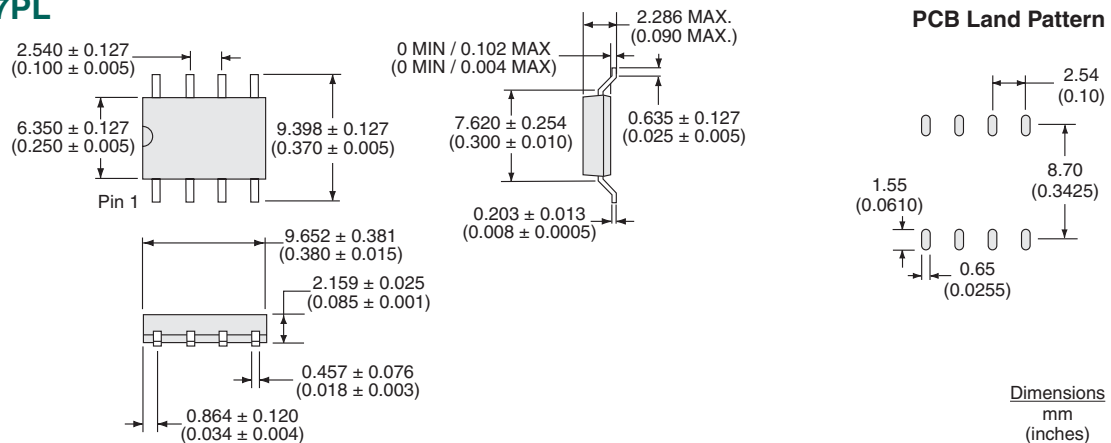 7PL
2.540 ± 0.127
(0.100 ± 0.005)
6.350 ± 0.127
(0.250 ± 0.005)
9.398 ± 0.127
(0.370 ± 0.005)
Pin 1
9.652 ± 0.381
(0.380 ± 0.015)
2.159 ± 0.025
(0.085 ± 0.001)
0.457 ± 0.076
(0.018 ± 0.003)
0.864 ± 0.120
(0.034 ± 0.004)
2.286 MAX.
(0.090 MAX.)
0 MIN / 0.102 MAX
(0 MIN / 0.004 MAX)
7.620 ± 0.254
(0.300 ± 0.010)
0.635 ± 0.127
(0.025 ± 0.005)
0.203 ± 0.013
(0.008 ± 0.0005)
PCB Land Pattern
2.54
(0.10)
8.70
(0.3425)
1.55
(0.0610)
0.65
(0.0255)
Dimensions
mm
(inches)